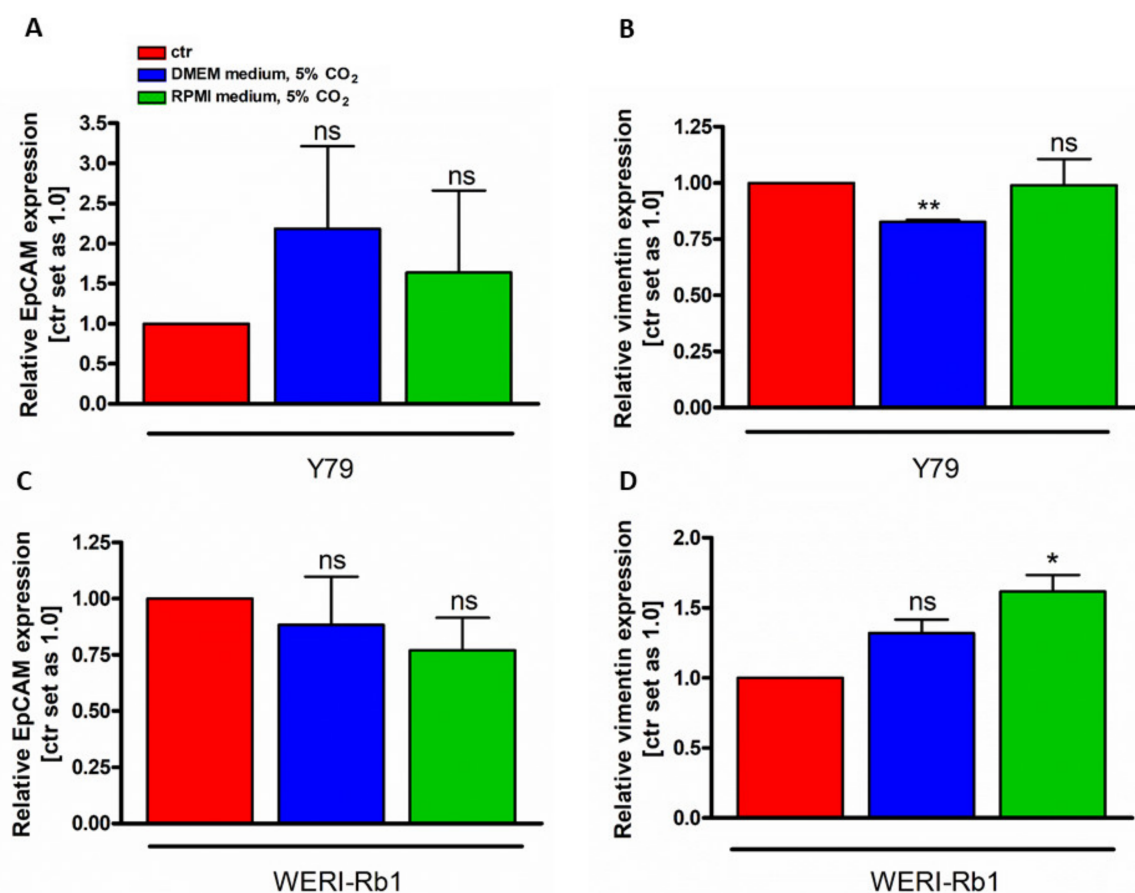 A
ctr
DMEM medium, 5% CO₂
RPMI medium, 5% CO₂
Relative EpCAM expression
[ctr set as 1.0]
3.5
3.0
2.5
2.0
1.5
1.0
0.5
0.0
ns
ns
Y79
B
Relative vimentin expression
[ctr set as 1.0]
1.25
1.00
0.75
0.50
0.25
0.00
**
ns
Y79
C
Relative EpCAM expression
[ctr set as 1.0]
1.25
1.00
0.75
0.50
0.25
0.00
ns
ns
WERI-Rb1
D
Relative vimentin expression
[ctr set as 1.0]
2.0
1.5
1.0
0.5
0.0
ns
*
WERI-Rb1